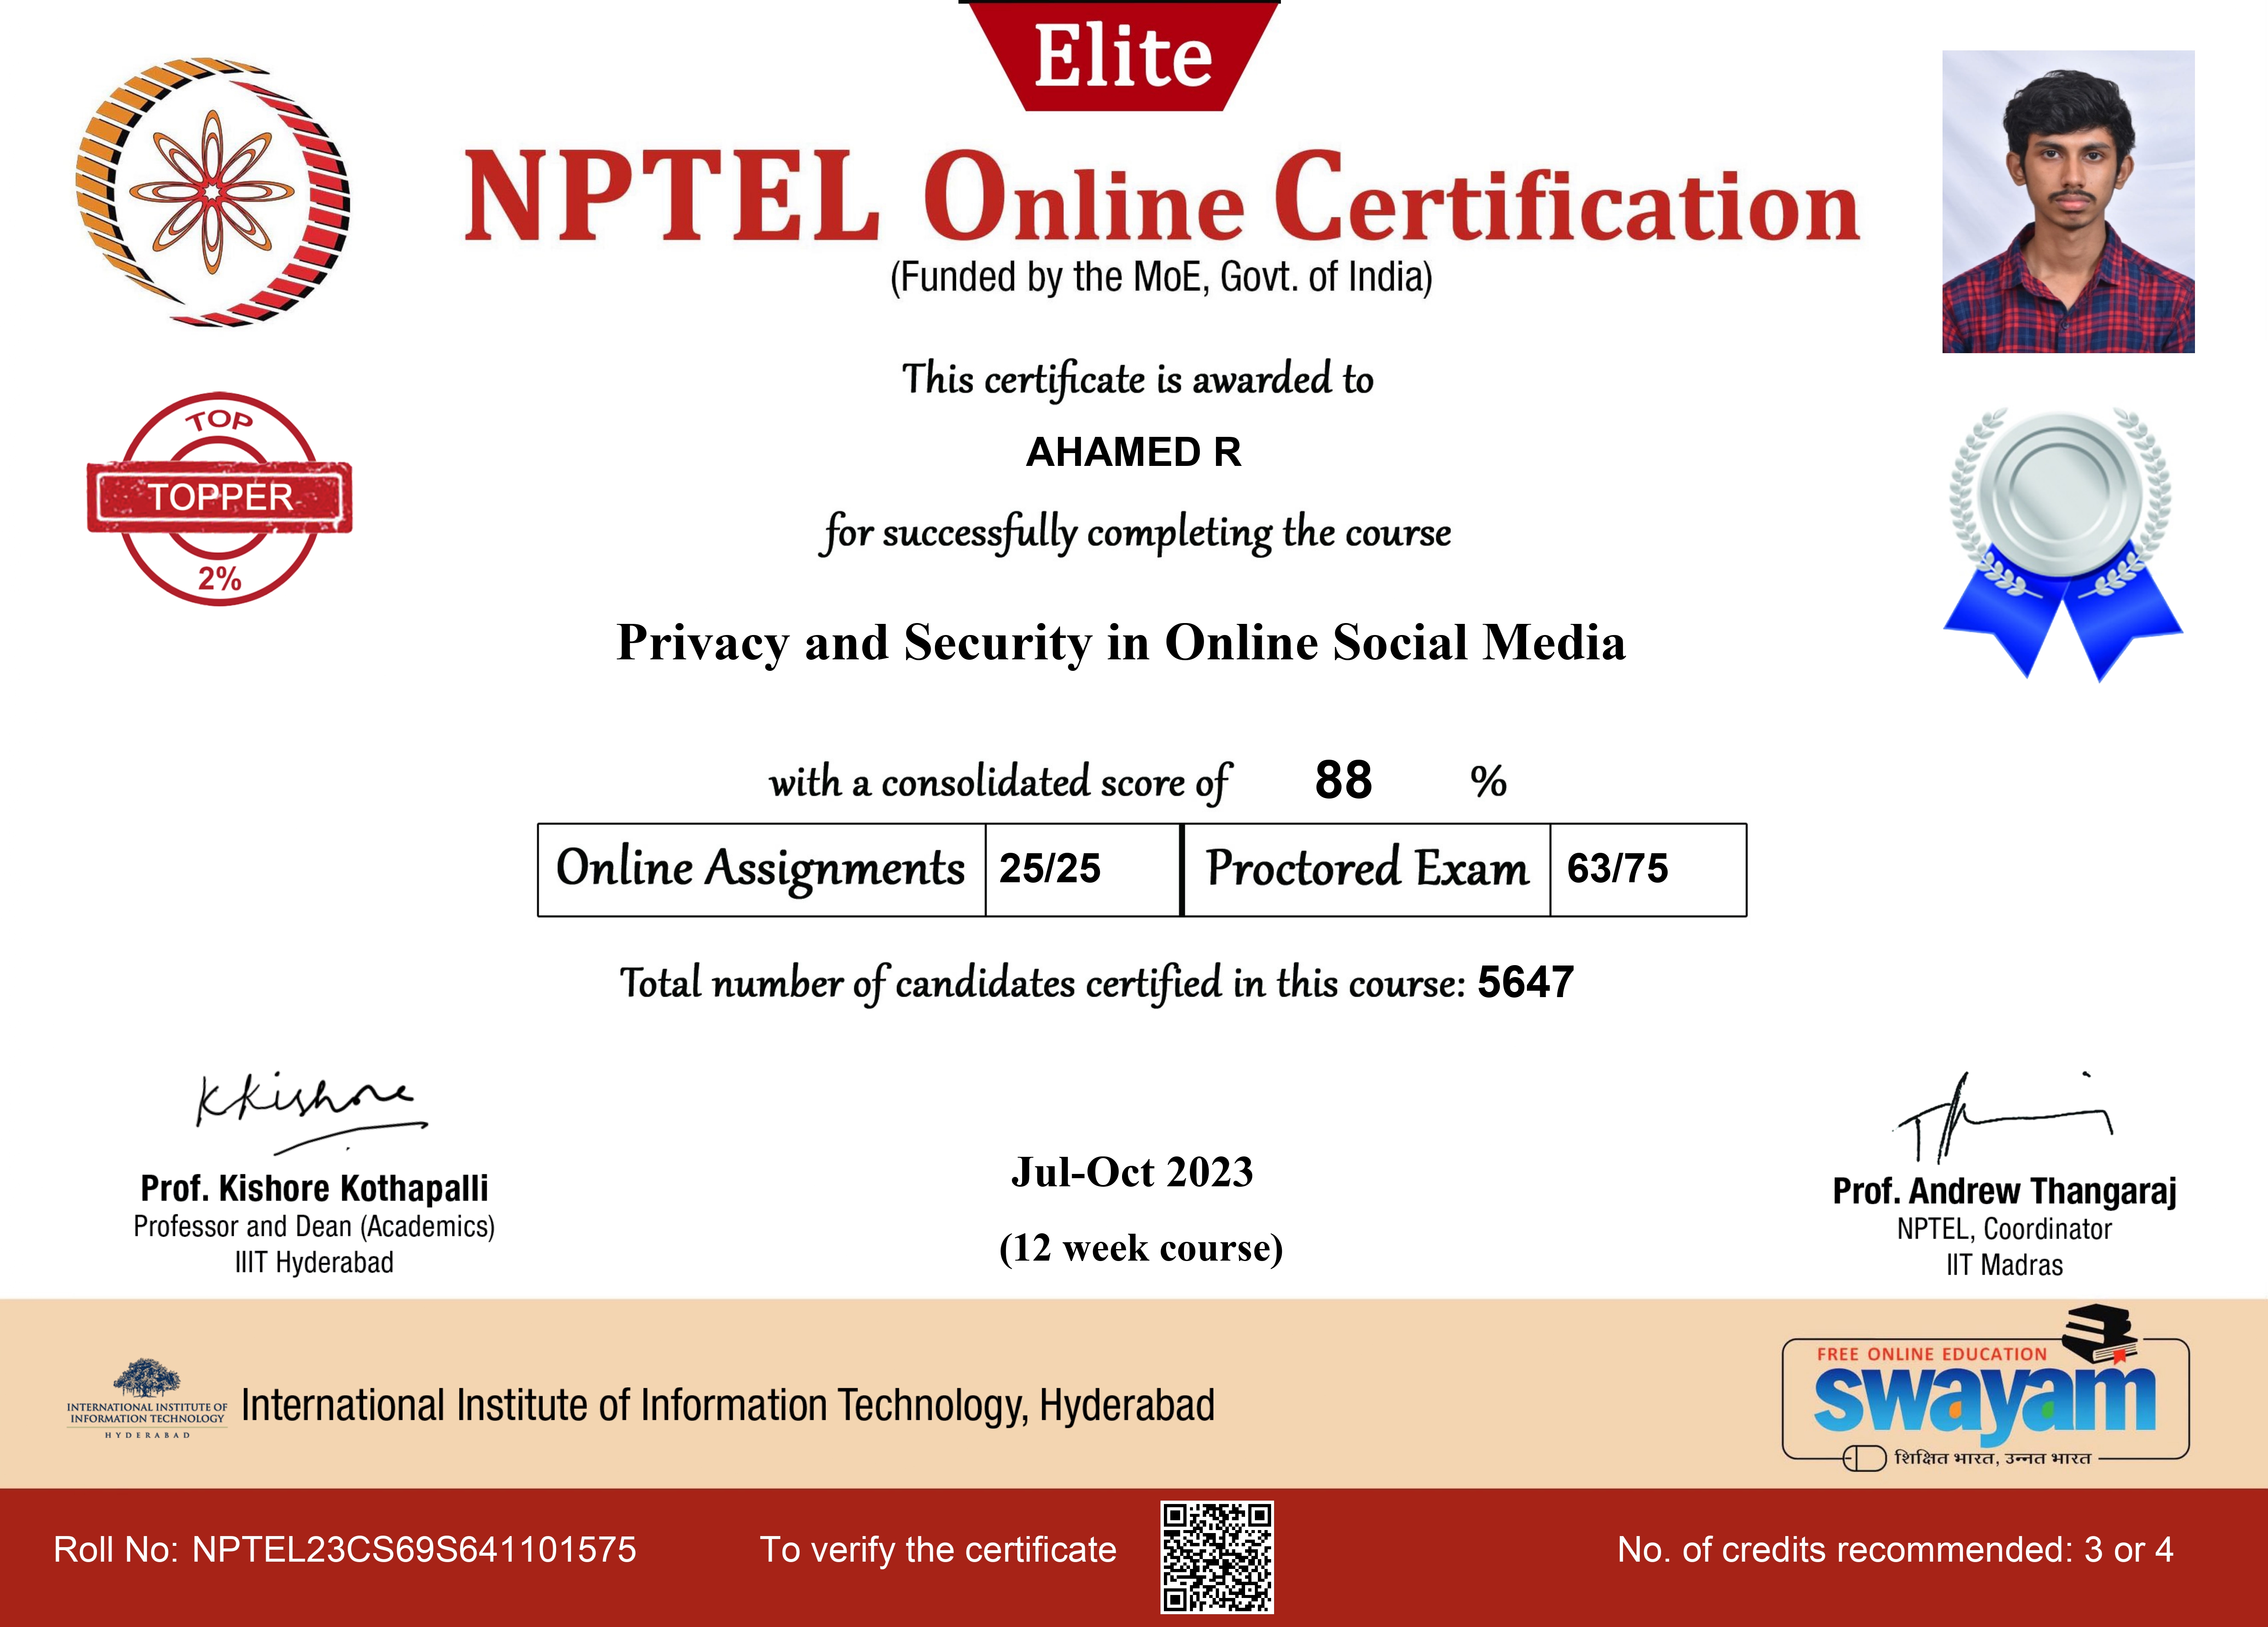 Elite
NPTEL Online Certification
(Funded by the MoE, Govt. of India)
This certificate is awarded to
AHAMED R
for successfully completing the course
TOP
TOPPER
2%
Privacy and Security in Online Social Media
with a consolidated score of 88 %
Online Assignments 25/25 Proctored Exam 63/75
Total number of candidates certified in this course: 5647
KKishore
Prof. Kishore Kothapalli
Professor and Dean (Academics)
IIIT Hyderabad
Jul-Oct 2023
(12 week course)
Prof. Andrew Thangaraj
NPTEL, Coordinator
IIT Madras
INTERNATIONAL INSTITUTE OF
INFORMATION TECHNOLOGY
HYDERABAD
International Institute of Information Technology, Hyderabad
FREE ONLINE EDUCATION
swayam
शिक्षित भारत, उन्नत भारत
Roll No: NPTEL23CS69S641101575
To verify the certificate
No. of credits recommended: 3 or 4